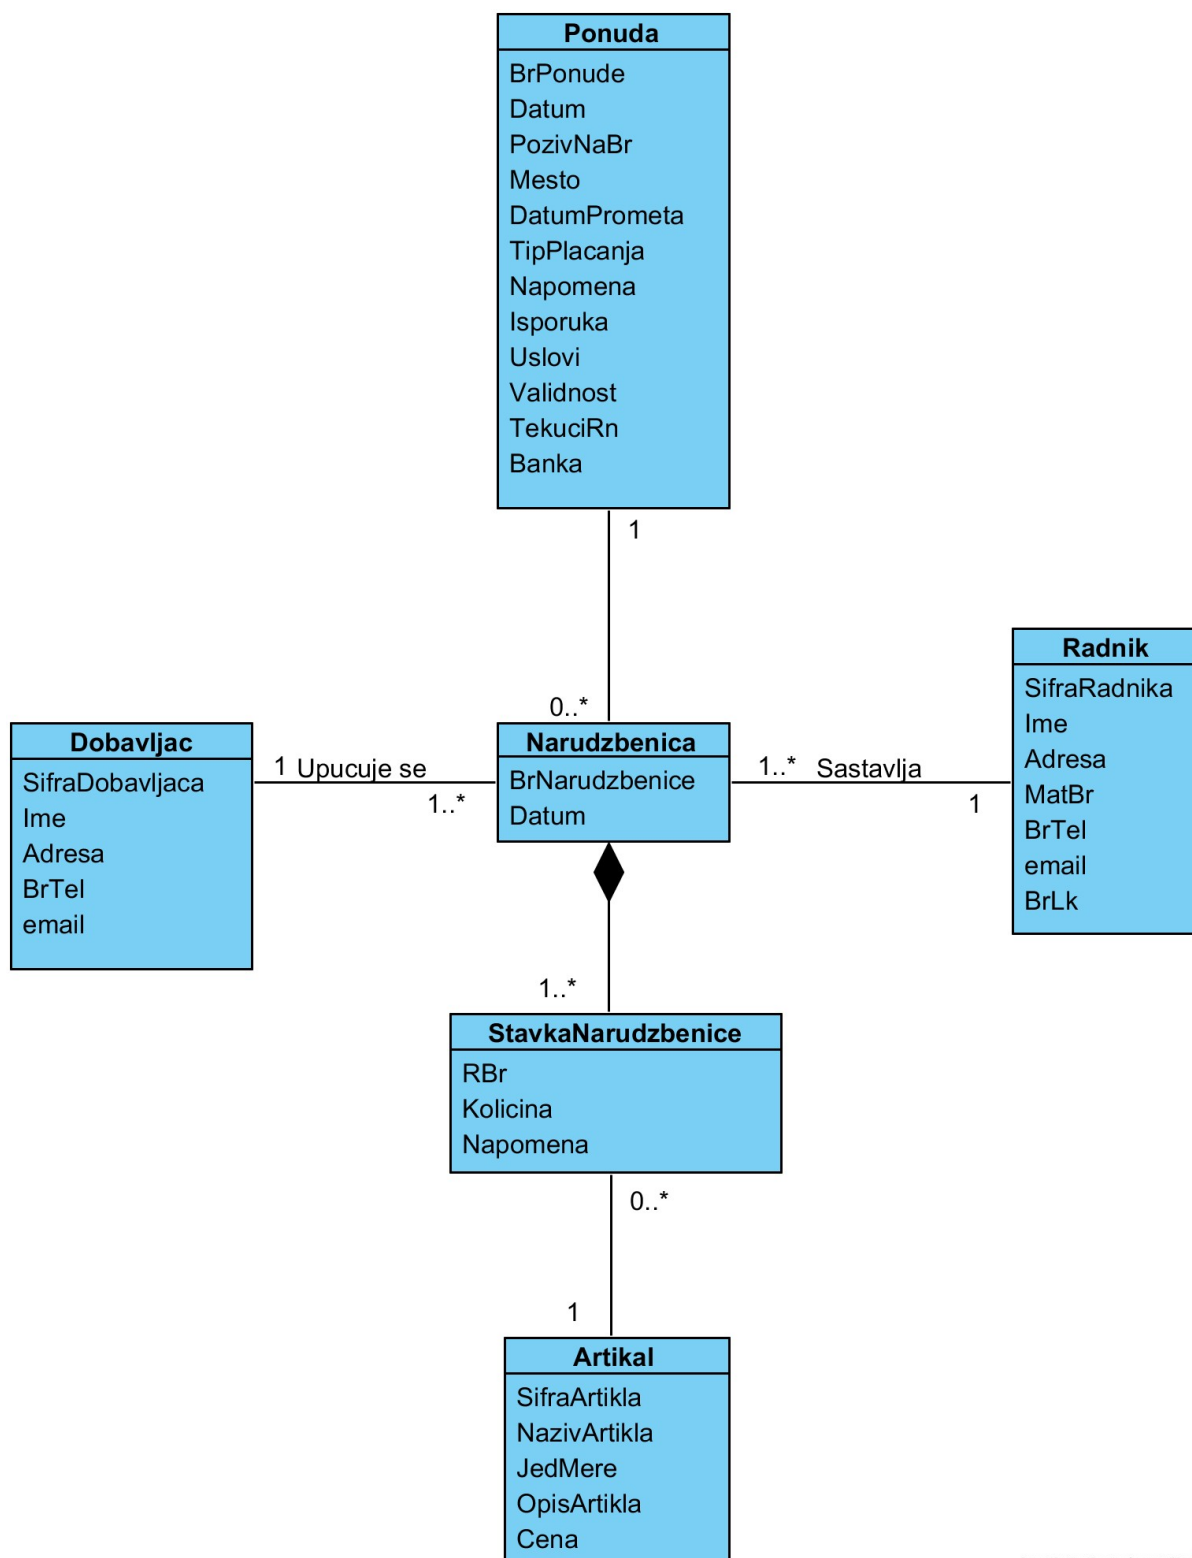 Ponuda
BrPonude
Datum
PozivNaBr
Mesto
DatumPrometa
TipPlacanja
Napomena
Isporuka
Uslovi
Validnost
TekuciRn
Banka
1
0..*
Dobavljac
SifraDobavljaca
Ime
Adresa
BrTel
email
1 Upucuje se
1..*
Narudzbenica
BrNarudzbenice
Datum
1..* Sastavlja
1
Radnik
SifraRadnika
Ime
Adresa
MatBr
BrTel
email
BrLk
1..*
StavkaNarudzbenice
RBr
Kolicina
Napomena
0..*
1
Artikal
SifraArtikla
NazivArtikla
JedMere
OpisArtikla
Cena